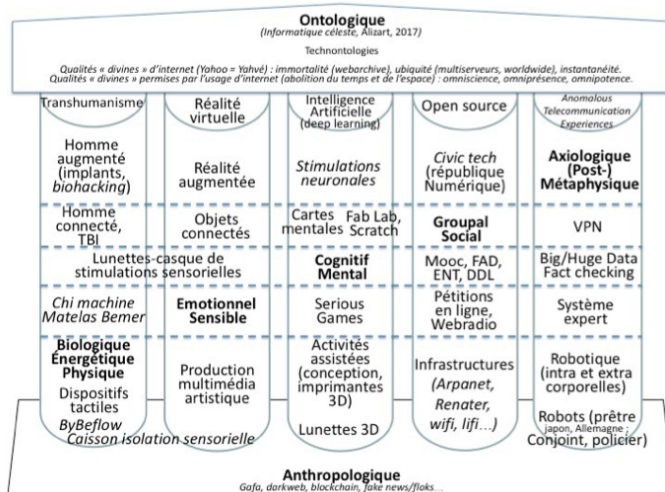 Ontologique
(Informatique céleste, Alizart, 2017)
Technontologies
Qualités « divines » d'internet (Yahoo = Yahvé) : immortalité (webarchive), ubiquité (multiserveurs, worldwide), instantanéité.
Qualités « divines » permises par l'usage d'internet (abolition du temps et de l'espace) : omniscience, omniprésence, omnipotence.
Transhumanisme
Homme
augmenté
(implants,
biohacking)
Homme
connecté,
TBI
Réalité
virtuelle
Réalité
augmentée
Objets
connectés
Lunettes-casque de
stimulations sensorielles
Chi machine
Matelas Bemer
Biologique
Énergétique
Physique
Dispositifs
tactiles
ByBeflow
Caisson isolation sensorielle
Emotionnel
Sensible
Production
multimédia
artistique
Intelligence
Artificielle
(deep learning)
Stimulations
neuronales
Cartes
mentales
Fab Lab,
Scratch
Cognitif
Mental
Serious
Games
Activités
assistées
(conception,
imprimantes
3D)
Lunettes 3D
Open source
Civic tech
(république
Numérique)
Groupal
Social
Mooc, FAD,
ENT, DDL
Pétitions
en ligne,
Webradio
Infrastructures
(Arpanet,
Renater,
wifi, lifi…)
Anomalous
Telecommunication
Experiences
Axiologique
(Post-)
Métaphysique
VPN
Big/Huge Data
Fact checking
Système
expert
Robotique
(intra et extra
corporelles)
Robots (prêtre
japon, Allemagne ;
Conjoint, policier)
Anthropologique
Gafa, darkweb, blockchain, fake news/floks…